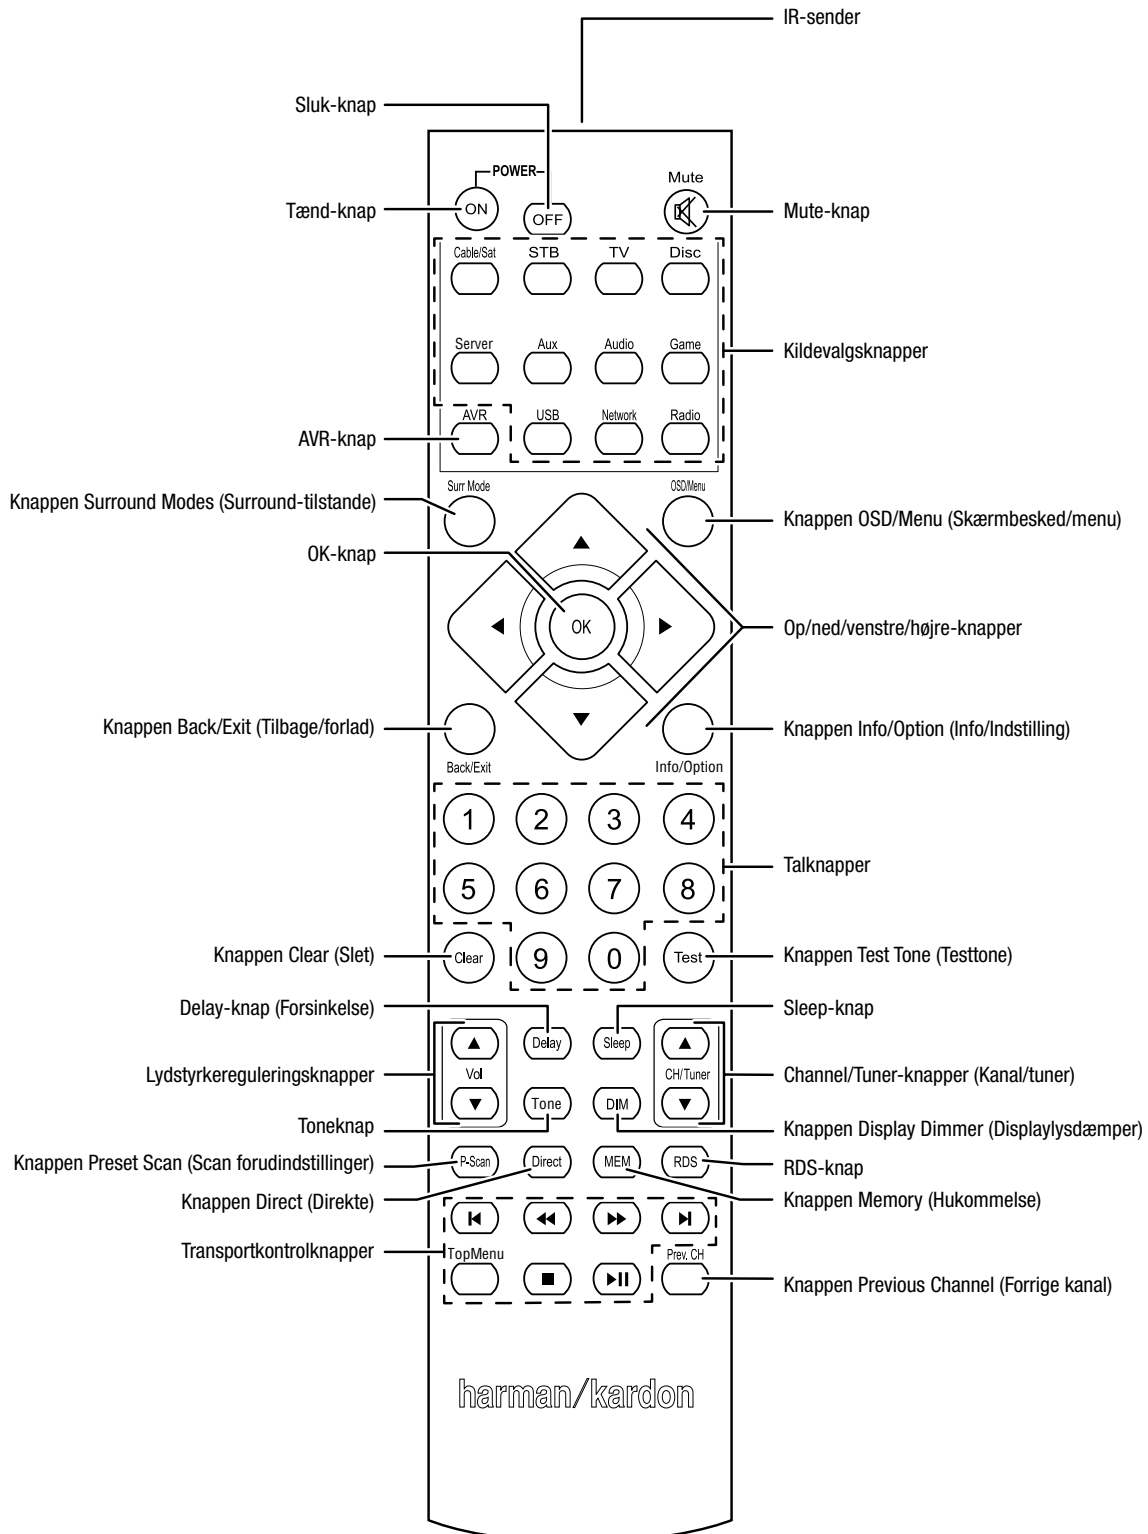 IR-sender
Sluk-knap
POWER
Mute
Tænd-knap
ON
OFF
Mute-knap
Cable/Sat
STB
TV
Disc
Server
Aux
Audio
Game
Kildevalgsknapper
AVR
USB
Network
Radio
AVR-knap
Surr Mode
OSD/Menu
Knappen Surround Modes (Surround-tilstande)
Knappen OSD/Menu (Skærmbesked/menu)
OK-knap
OK
Op/ned/venstre/højre-knapper
Knappen Back/Exit (Tilbage/forlad)
Knappen Info/Option (Info/Indstilling)
Back/Exit
Info/Option
1
2
3
4
Talknapper
5
6
7
8
Knappen Clear (Slet)
Clear
9
0
Test
Knappen Test Tone (Testtone)
Delay-knap (Forsinkelse)
Sleep-knap
Delay
Sleep
Lydstyrkereguleringsknapper
Vol
CH/Tuner
Channel/Tuner-knapper (Kanal/tuner)
Tone
DIM
Toneknap
Knappen Display Dimmer (Displaylysdæmper)
Knappen Preset Scan (Scan forudindstillinger)
P-Scan
Direct
MEM
RDS
RDS-knap
Knappen Direct (Direkte)
Knappen Memory (Hukommelse)
Transportkontrolknapper
TopMenu
Prev. CH
Knappen Previous Channel (Forrige kanal)
harman/kardon